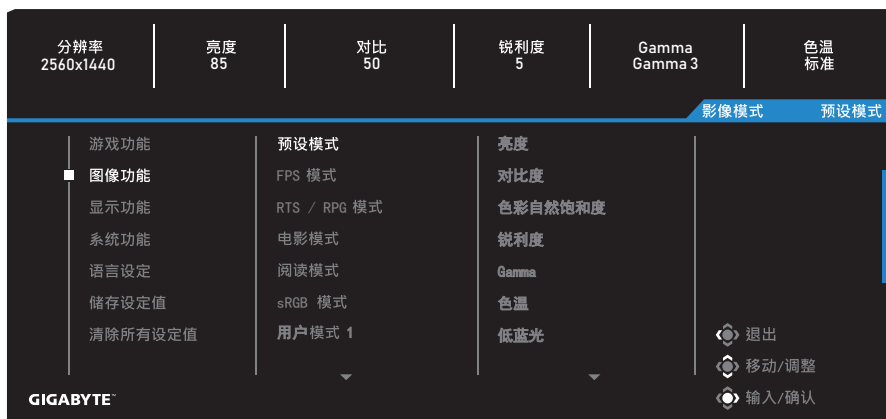 分辨率
2560x1440
亮度
85
对比
50
锐利度
5
Gamma
Gamma 3
色温
标准
影像模式 预设模式
游戏功能
图像功能
显示功能
系统功能
语言设定
储存设定值
清除所有设定值
预设模式
FPS 模式
RTS / RPG 模式
电影模式
阅读模式
sRGB 模式
用户模式 1
亮度
对比度
色彩自然饱和度
锐利度
Gamma
色温
低蓝光
退出
移动/调整
输入/确认
GIGABYTE™